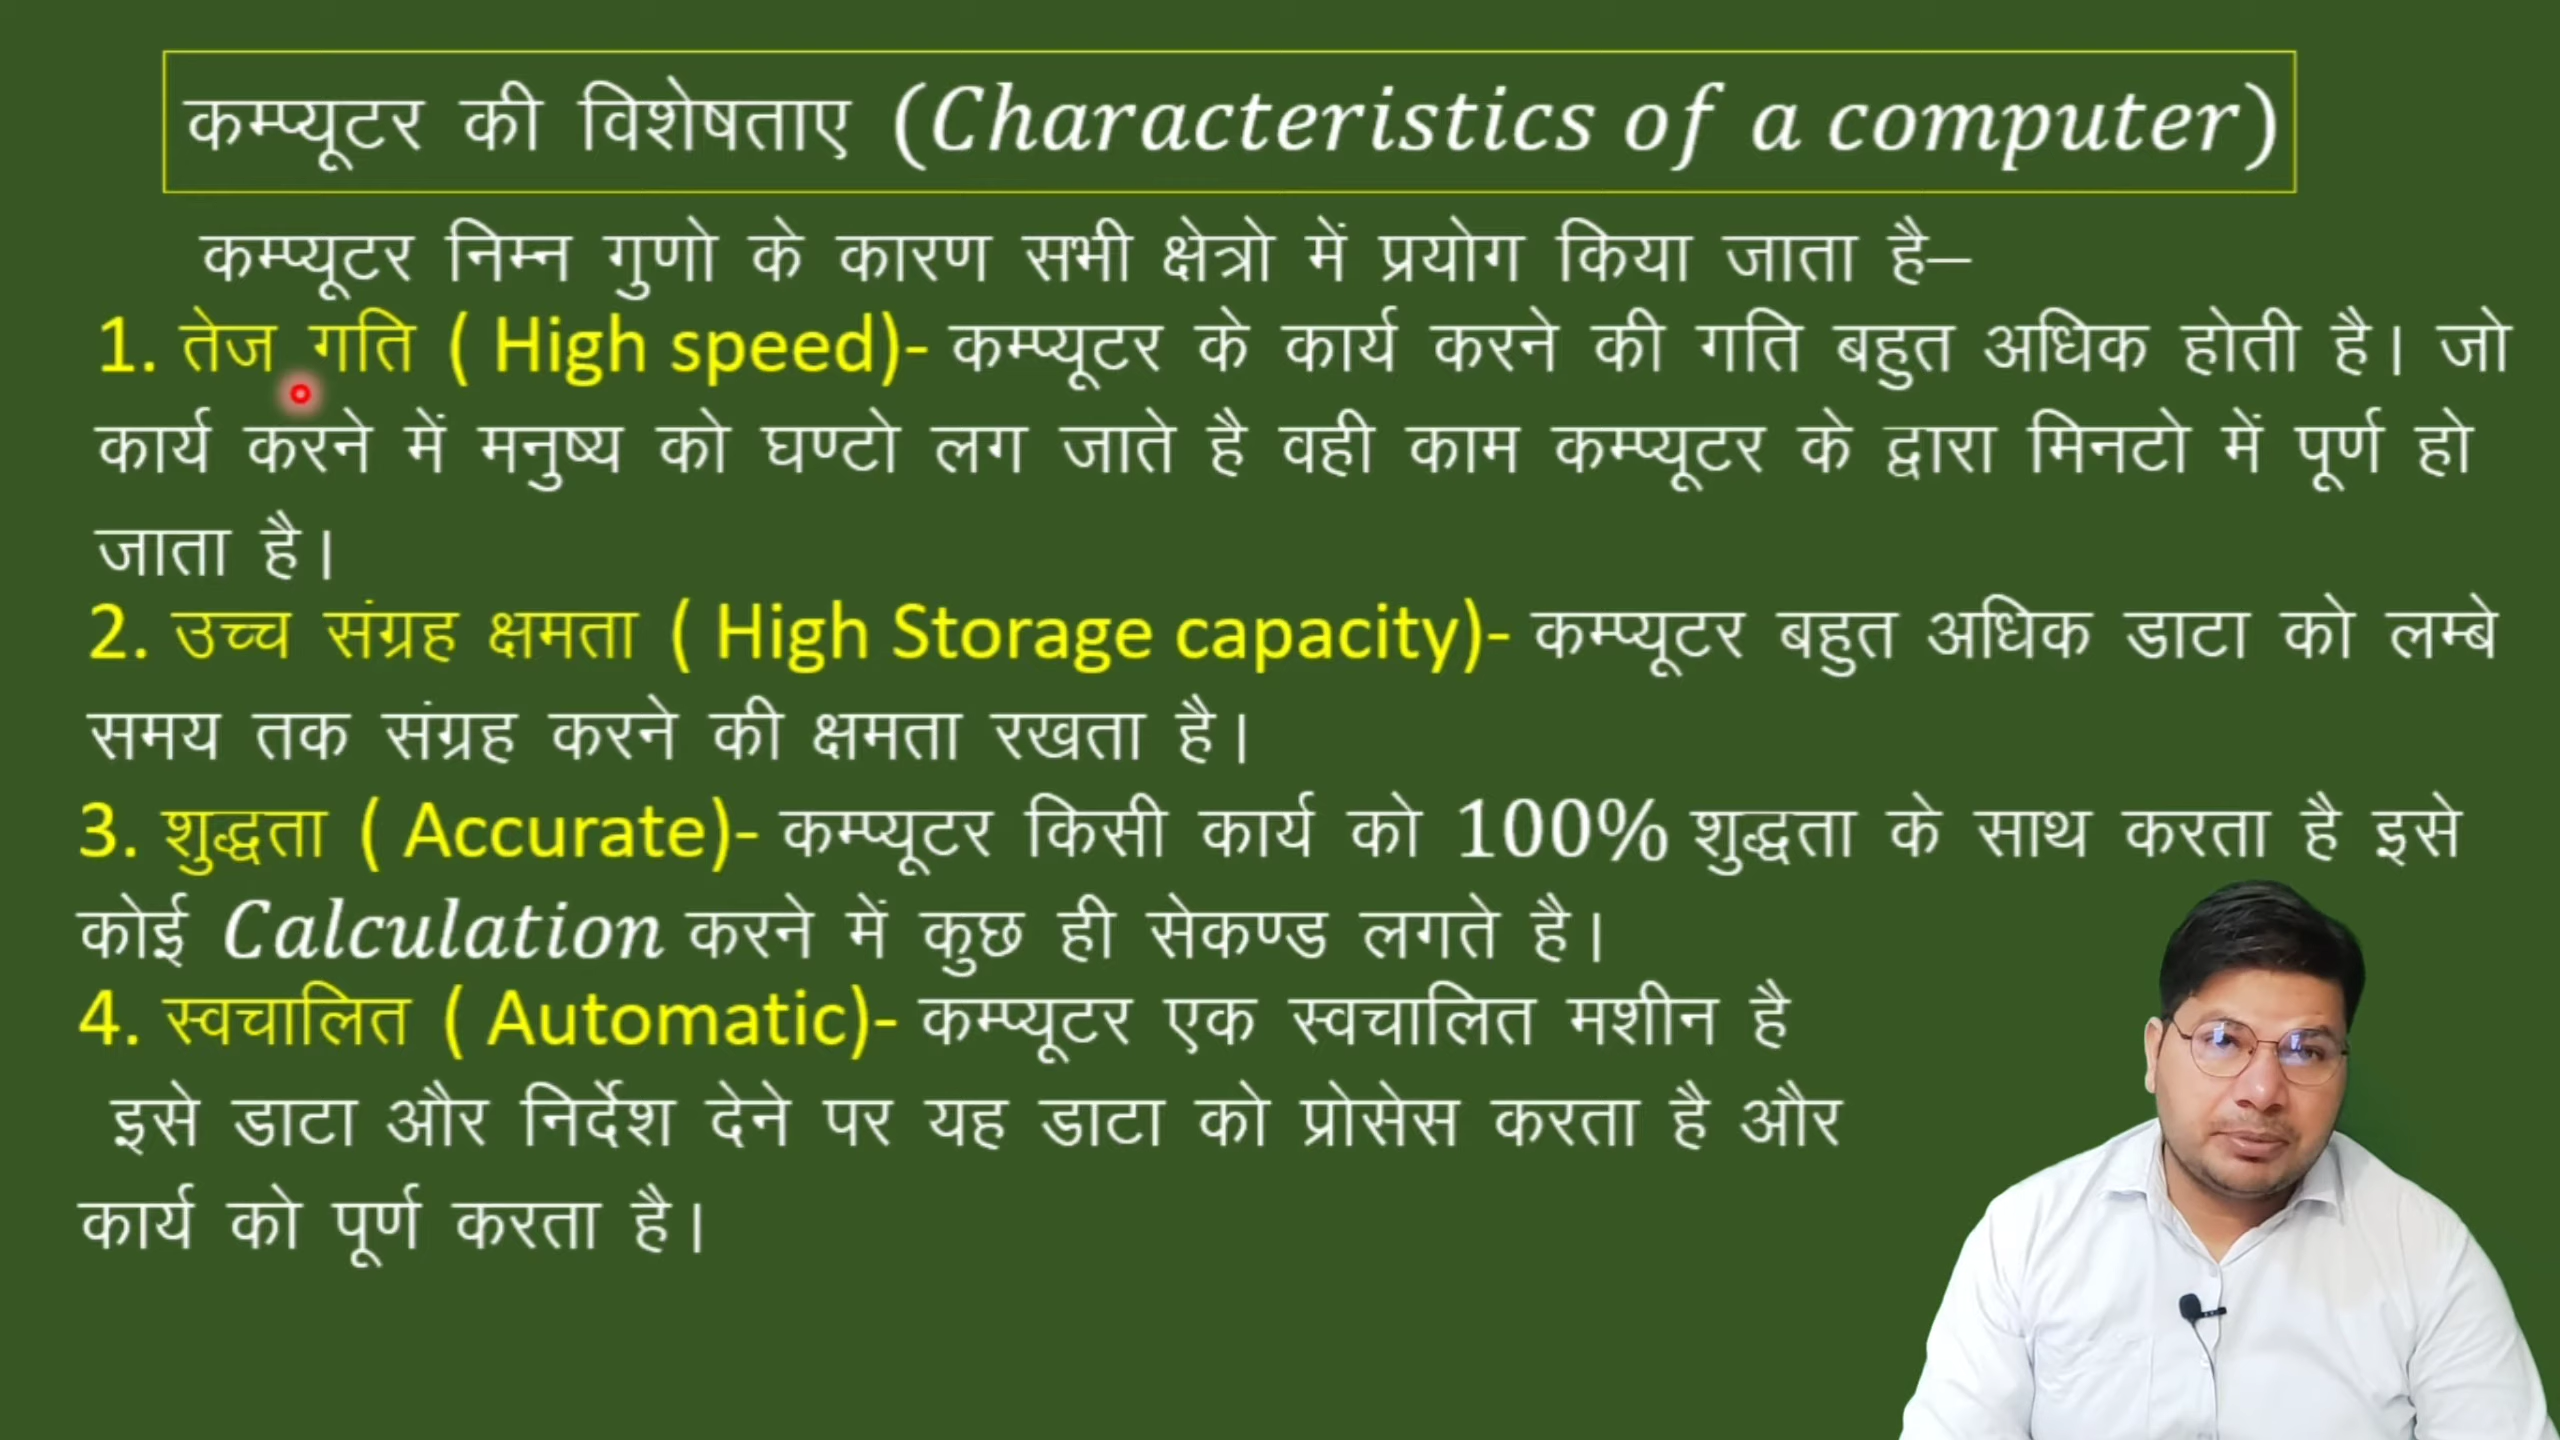 कम्प्यूटर की विशेषताए (Characteristics of a computer)
कम्प्यूटर निम्न गुणो के कारण सभी क्षेत्रो में प्रयोग किया जाता है–
1. तेज गति ( High speed)- कम्प्यूटर के कार्य करने की गति बहुत अधिक होती है। जो
कार्य करने में मनुष्य को घण्टो लग जाते है वही काम कम्प्यूटर के द्वारा मिनटो में पूर्ण हो
जाता है।
2. उच्च संग्रह क्षमता ( High Storage capacity)- कम्प्यूटर बहुत अधिक डाटा को लम्बे
समय तक संग्रह करने की क्षमता रखता है।
3. शुद्धता ( Accurate)- कम्प्यूटर किसी कार्य को 100% शुद्धता के साथ करता है इसे
कोई Calculation करने में कुछ ही सेकण्ड लगते है।
4. स्वचालित ( Automatic)- कम्प्यूटर एक स्वचालित मशीन है
इसे डाटा और निर्देश देने पर यह डाटा को प्रोसेस करता है और
कार्य को पूर्ण करता है।